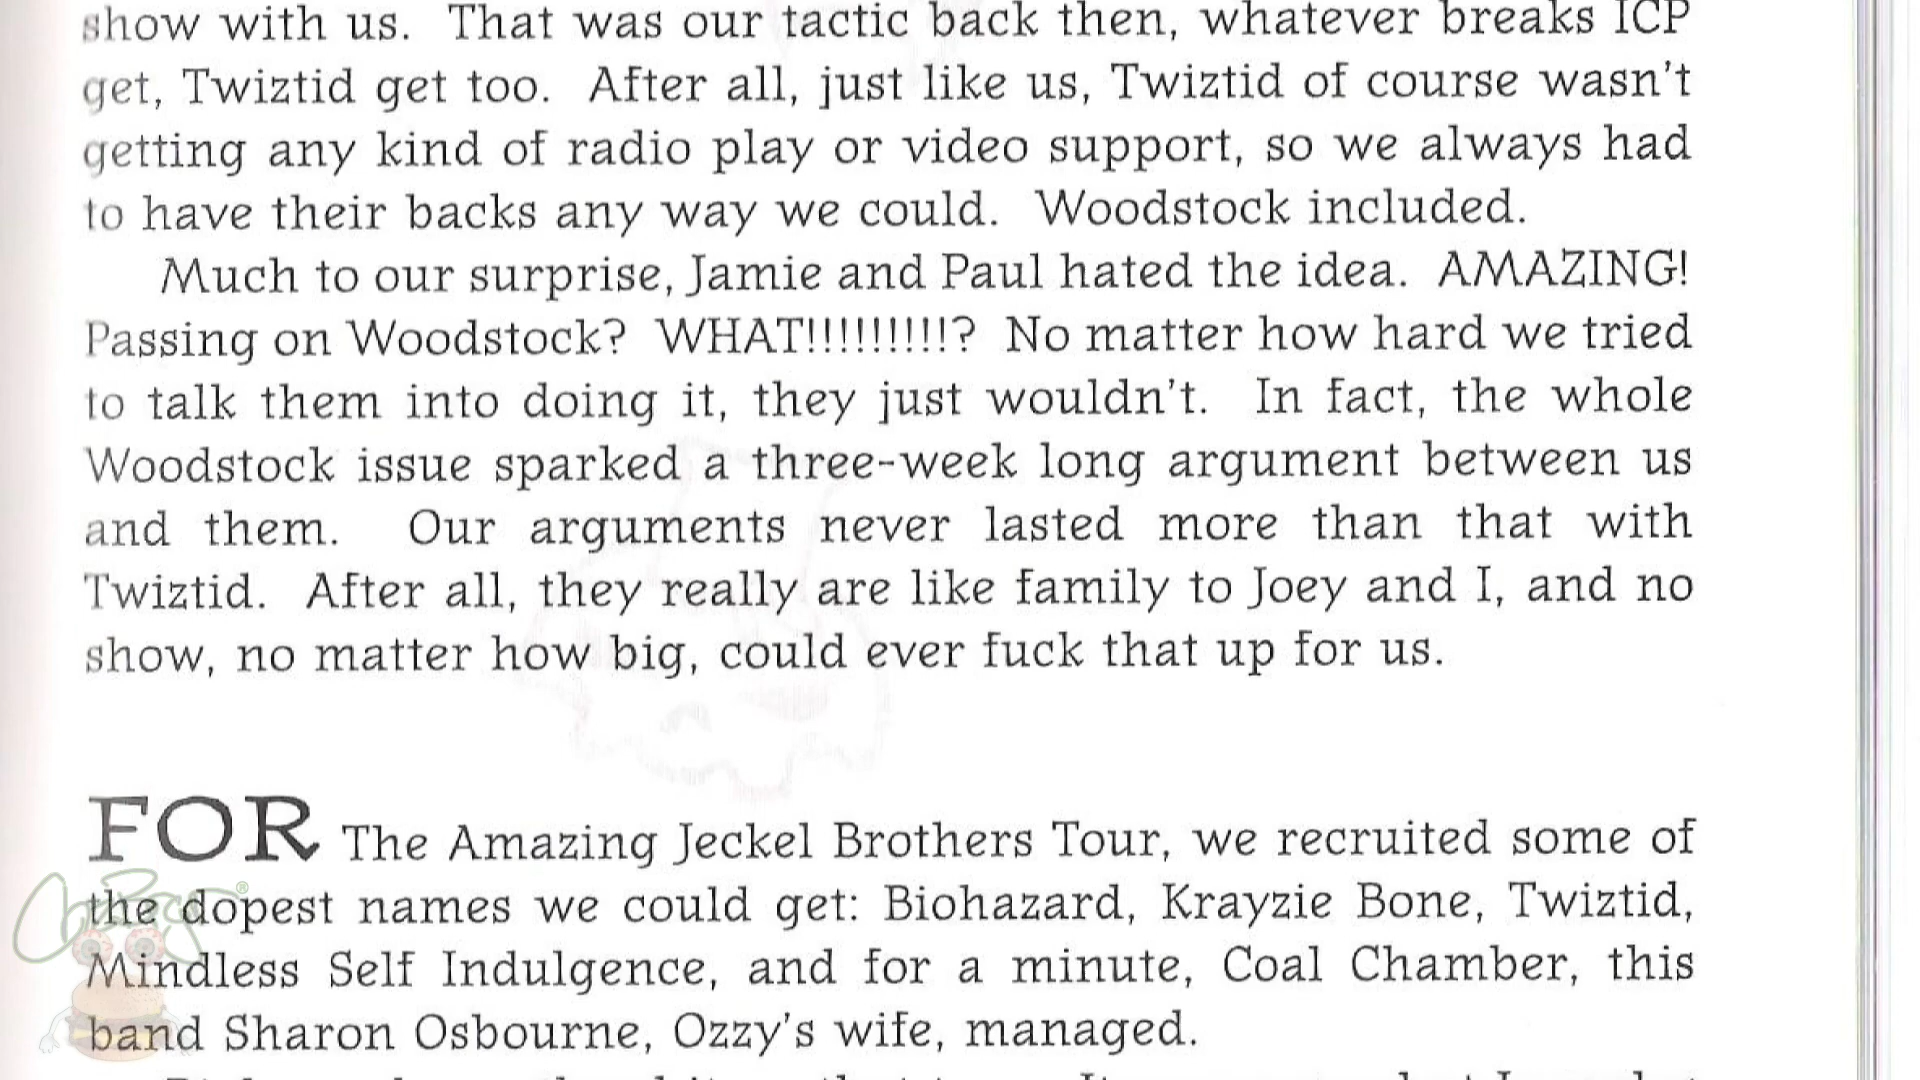 show with us. That was our tactic back then, whatever breaks ICP
get, Twiztid get too. After all, just like us, Twiztid of course wasn't
getting any kind of radio play or video support, so we always had
to have their backs any way we could. Woodstock included.
Much to our surprise, Jamie and Paul hated the idea. AMAZING!
Passing on Woodstock? WHAT!!!!!!!!!? No matter how hard we tried
to talk them into doing it, they just wouldn't. In fact, the whole
Woodstock issue sparked a three-week long argument between us
and them. Our arguments never lasted more than that with
Twiztid. After all, they really are like family to Joey and I, and no
show, no matter how big, could ever fuck that up for us.
FOR The Amazing Jeckel Brothers Tour, we recruited some of
the dopest names we could get: Biohazard, Krayzie Bone, Twiztid,
Mindless Self Indulgence, and for a minute, Coal Chamber, this
band Sharon Osbourne, Ozzy's wife, managed.